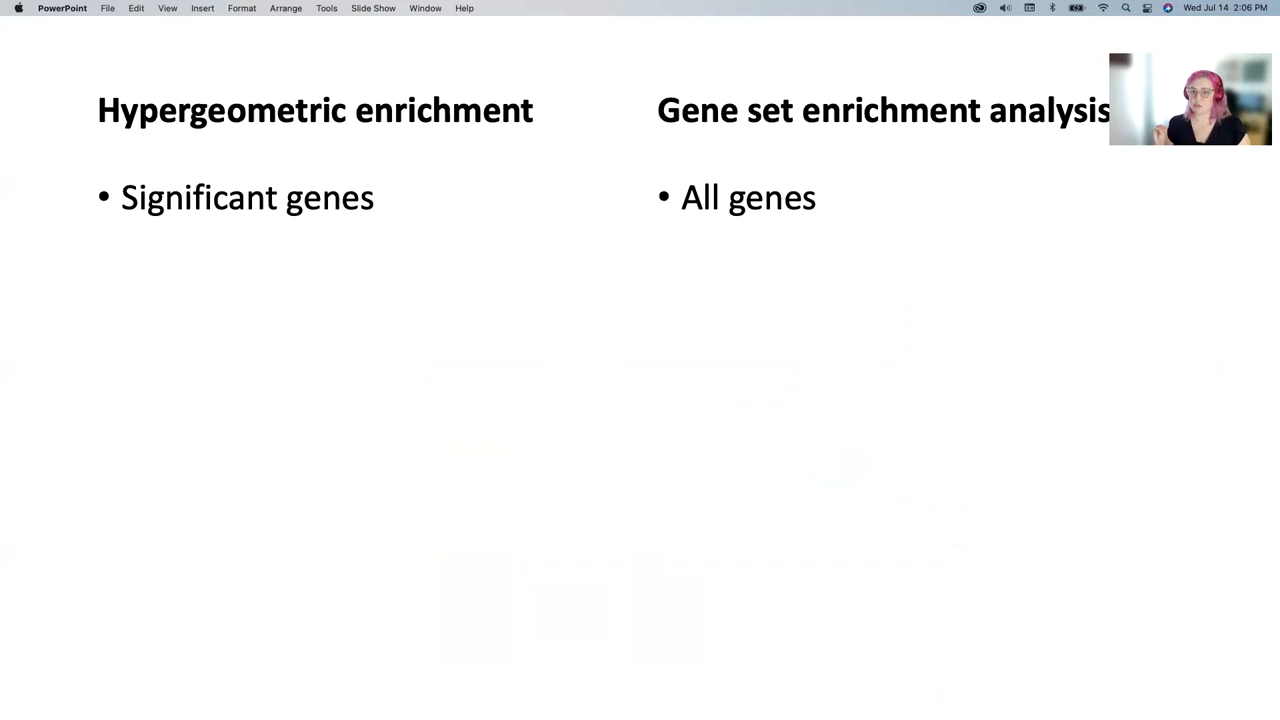 PowerPoint File Edit View Insert Format Arrange Tools Slide Show Window Help Wed Jul 14 2:06 PM
Hypergeometric enrichment
• Significant genes
Gene set enrichment analysis
• All genes